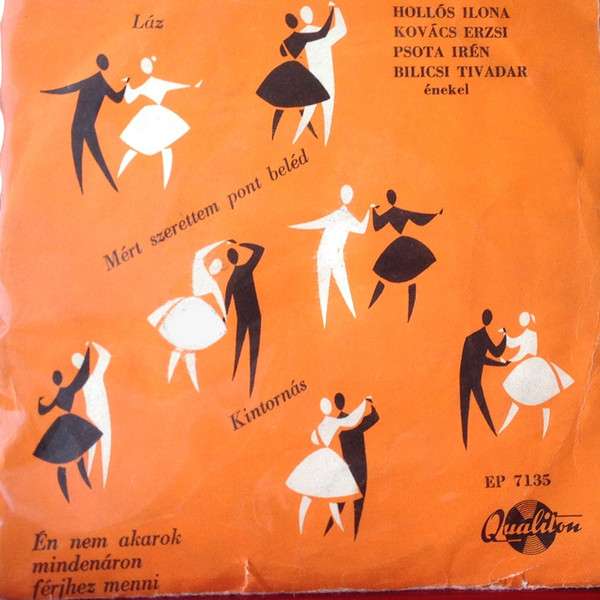 Láz
HOLLÓS ILONA
KOVÁCS ERZSI
PSOTA IRÉN
BILICSI TIVADAR
énekel
Mért szerettem pont beléd
Kintornás
EP 7135
Qualiton
Én nem akarok
mindenáron
férjhez menni